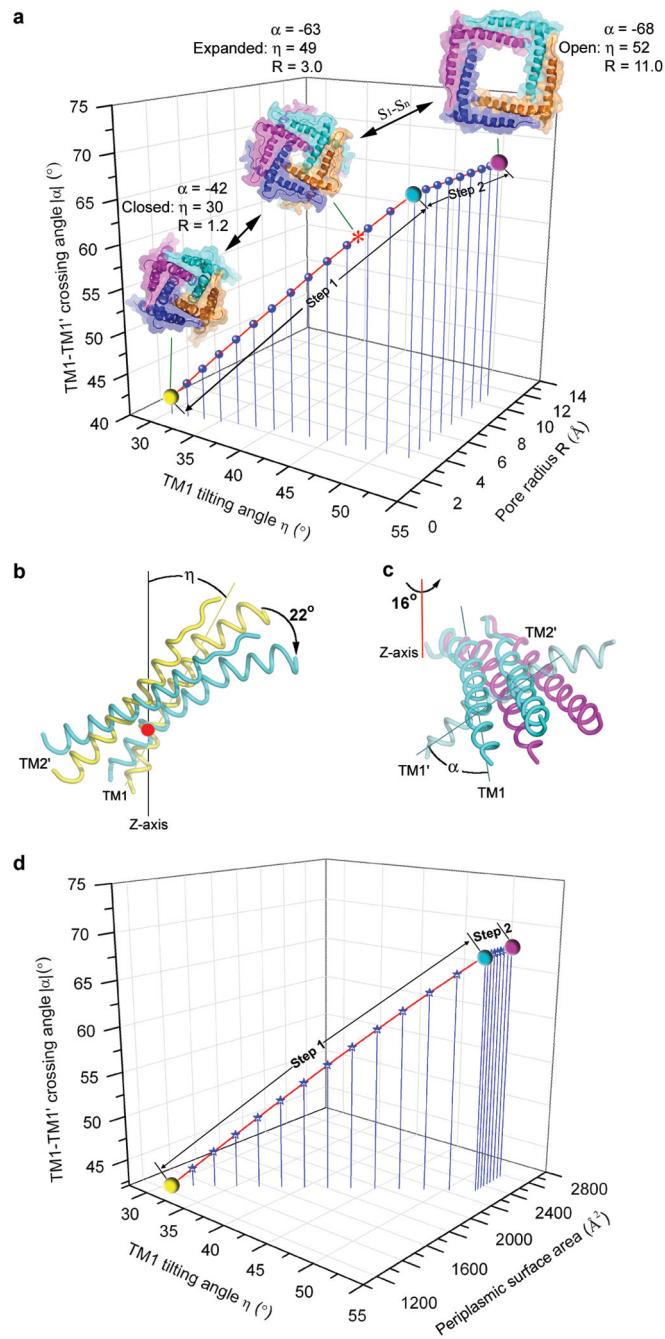 a
α = -63
Expanded: η = 49
R = 3.0
α = -68
Open: η = 52
R = 11.0
S₁-Sₙ
α = -42
Closed: η = 30
R = 1.2
Step 1
Step 2
TM1-TM1' crossing angle |α| (°)
75
70
65
60
55
50
45
40
30
35
40
45
50
55
TM1 tilting angle η (°)
0
2
4
6
8
10
12
14
Pore radius R (Å)
b
η
22°
TM2'
TM1
Z-axis
c
16°
Z-axis
TM2'
TM1'
α
TM1
d
Step 1
Step 2
TM1-TM1' crossing angle |α|(°)
75
70
65
60
55
50
45
30
35
40
45
50
55
TM1 tilting angle η (°)
1200
1600
2000
2400
2800
Periplasmic surface area (Å²)